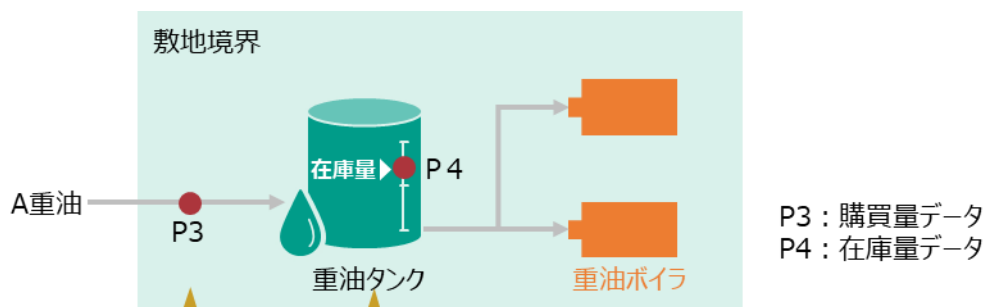 敷地境界
在庫量
P４
A重油
P3
P3：購買量データ
P4：在庫量データ
重油タンク
重油ボイラ